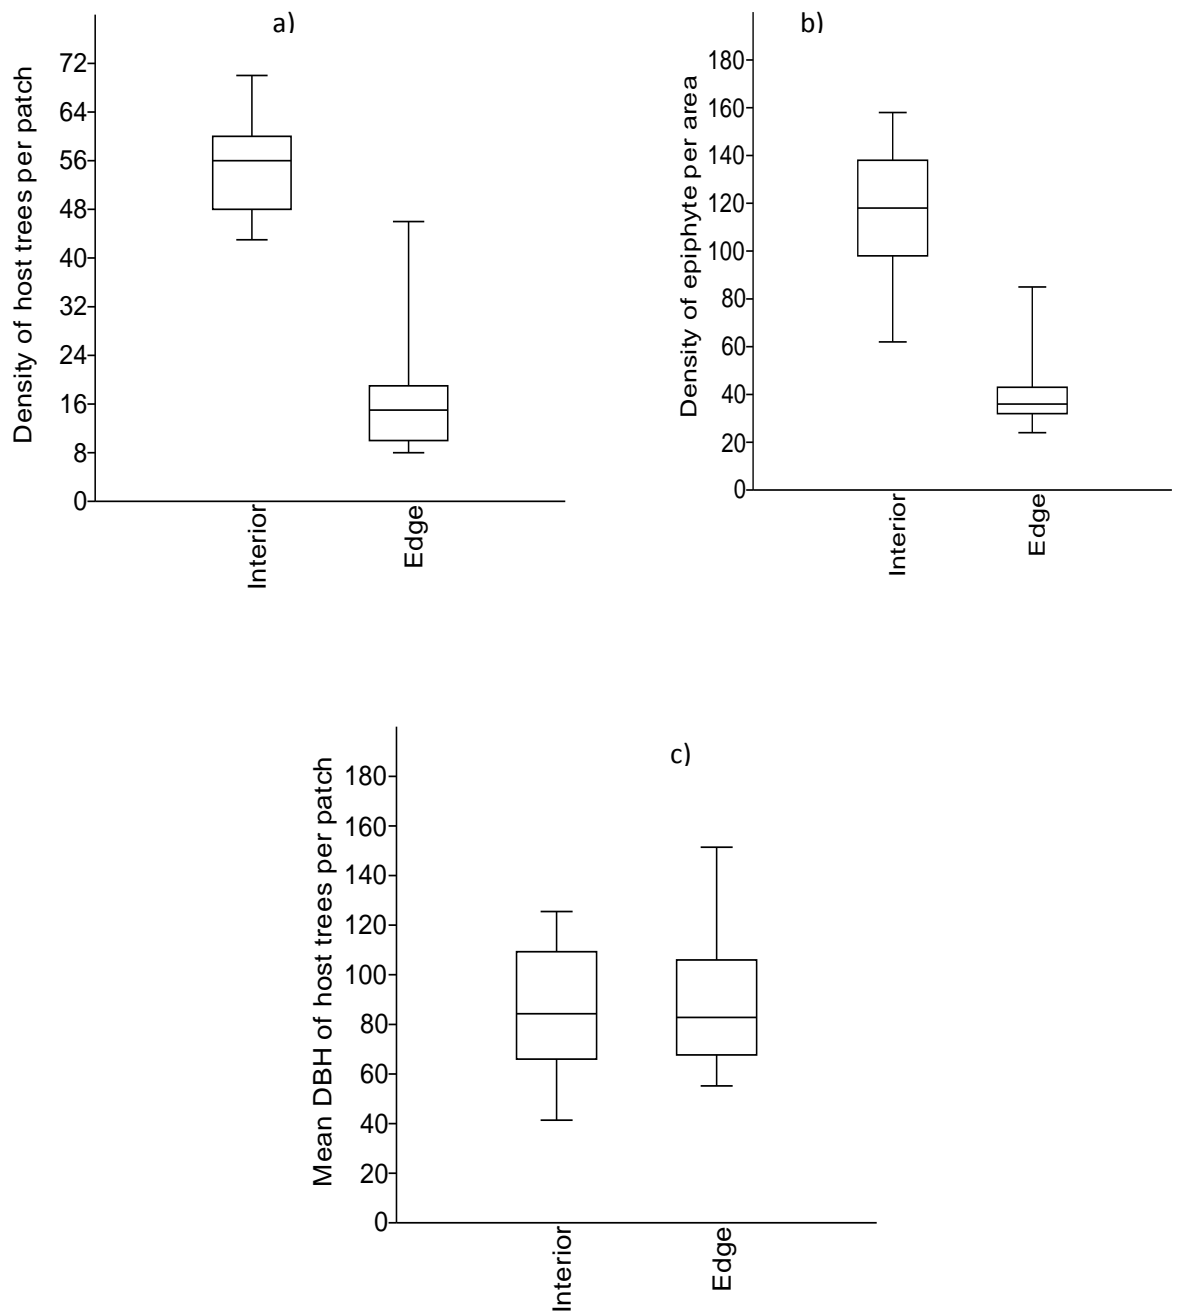 a)
Density of host trees per patch
72
64
56
48
40
32
24
16
8
0
Interior
Edge
b)
Density of epiphyte per area
180
160
140
120
100
80
60
40
20
0
Interior
Edge
c)
Mean DBH of host trees per patch
180
160
140
120
100
80
60
40
20
0
Interior
Edge